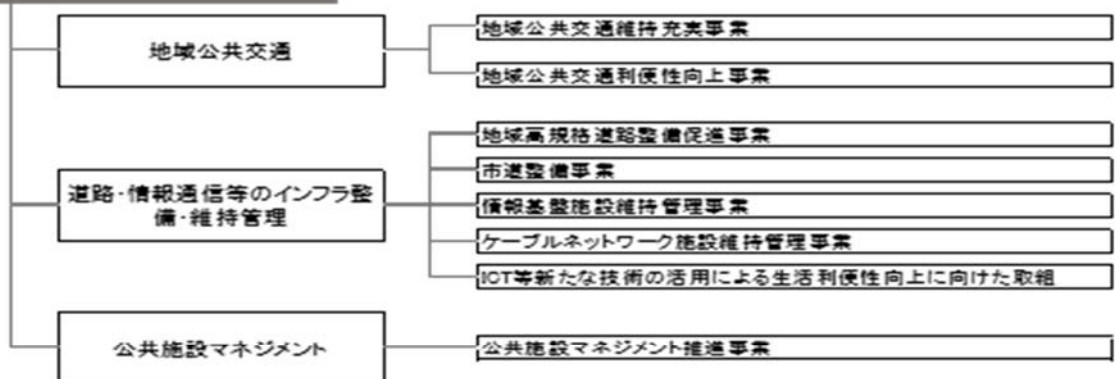 地域公共交通
地域公共交通維持充実事業
地域公共交通利便性向上事業
道路・情報通信等のインフラ整
備・維持管理
地域高規格道路整備促進事業
市道整備事業
情報基盤施設維持管理事業
ケーブルネットワーク施設維持管理事業
ICT等新たな技術の活用による生活利便性向上に向けた取組
公共施設マネジメント
公共施設マネジメント推進事業